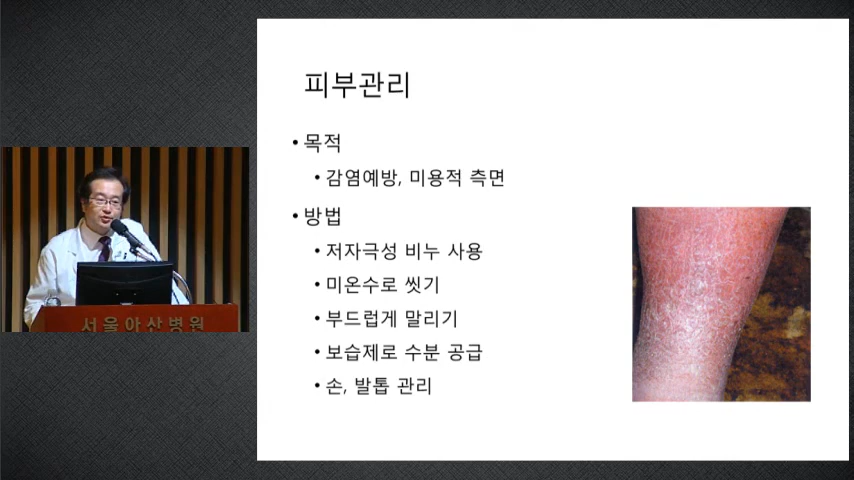 피부관리
• 목적
• 감염예방, 미용적 측면
• 방법
• 저자극성 비누 사용
• 미온수로 씻기
• 부드럽게 말리기
• 보습제로 수분 공급
• 손, 발톱 관리
서울아산병원